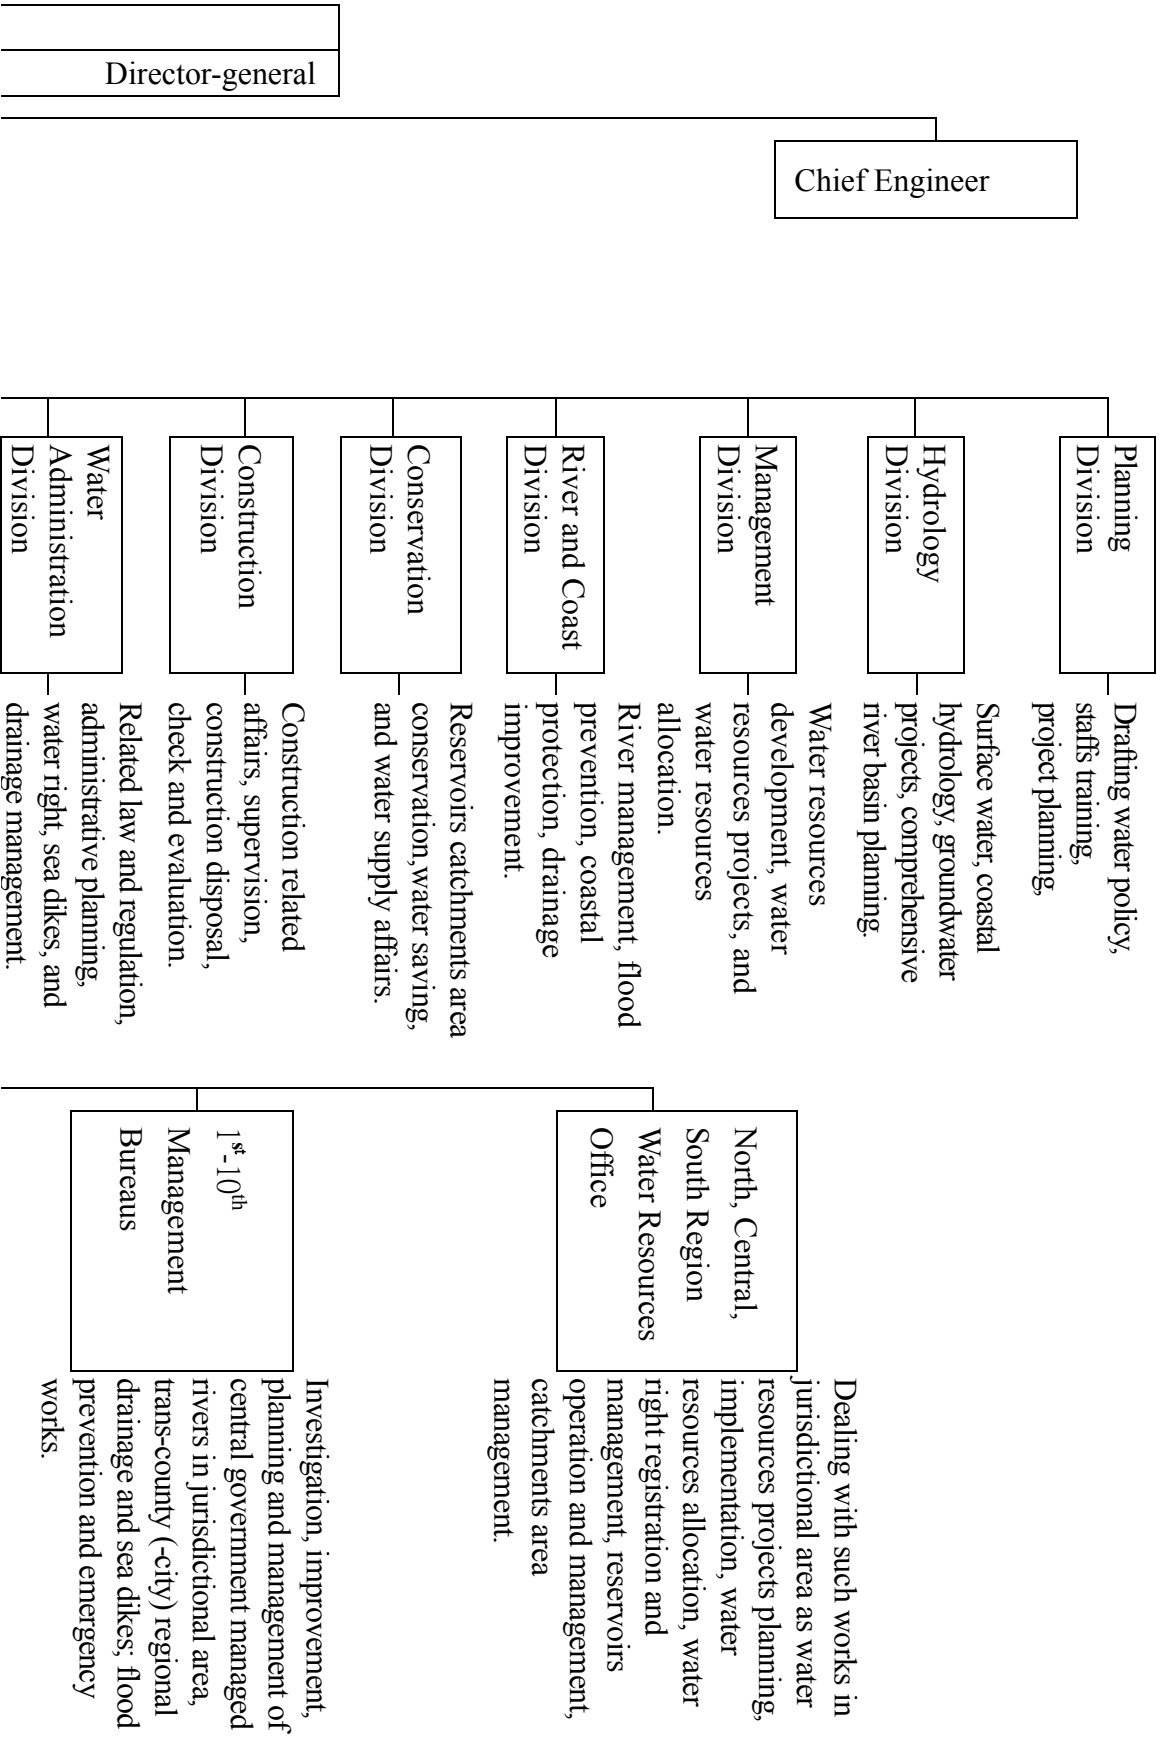 Director-general
Chief Engineer
Planning
Division
Drafting water policy,
staffs training,
project planning,
Hydrology
Division
Surface water, coastal
hydrology, groundwater
projects, comprehensive
river basin planning.
Management
Division
Water resources
development, water
resources projects, and
water resources
allocation.
River and Coast
Division
River management, flood
prevention, coastal
protection, drainage
improvement.
Conservation
Division
Reservoirs catchments area
conservation,water saving,
and water supply affairs.
Construction
Division
Construction related
affairs, supervision,
construction disposal,
check and evaluation.
Water
Administration
Division
Related law and regulation,
administrative planning,
water right, sea dikes, and
drainage management.
North, Central,
South Region
Water Resources
Office
Dealing with such works in
jurisdictional area as water
resources projects planning,
implementation, water
resources allocation, water
right registration and
management, reservoirs
operation and management,
catchments area
management.
1st-10th
Management
Bureaus
Investigation, improvement,
planning and management of
central government managed
rivers in jurisdictional area,
trans-county (-city) regional
drainage and sea dikes; flood
prevention and emergency
works.